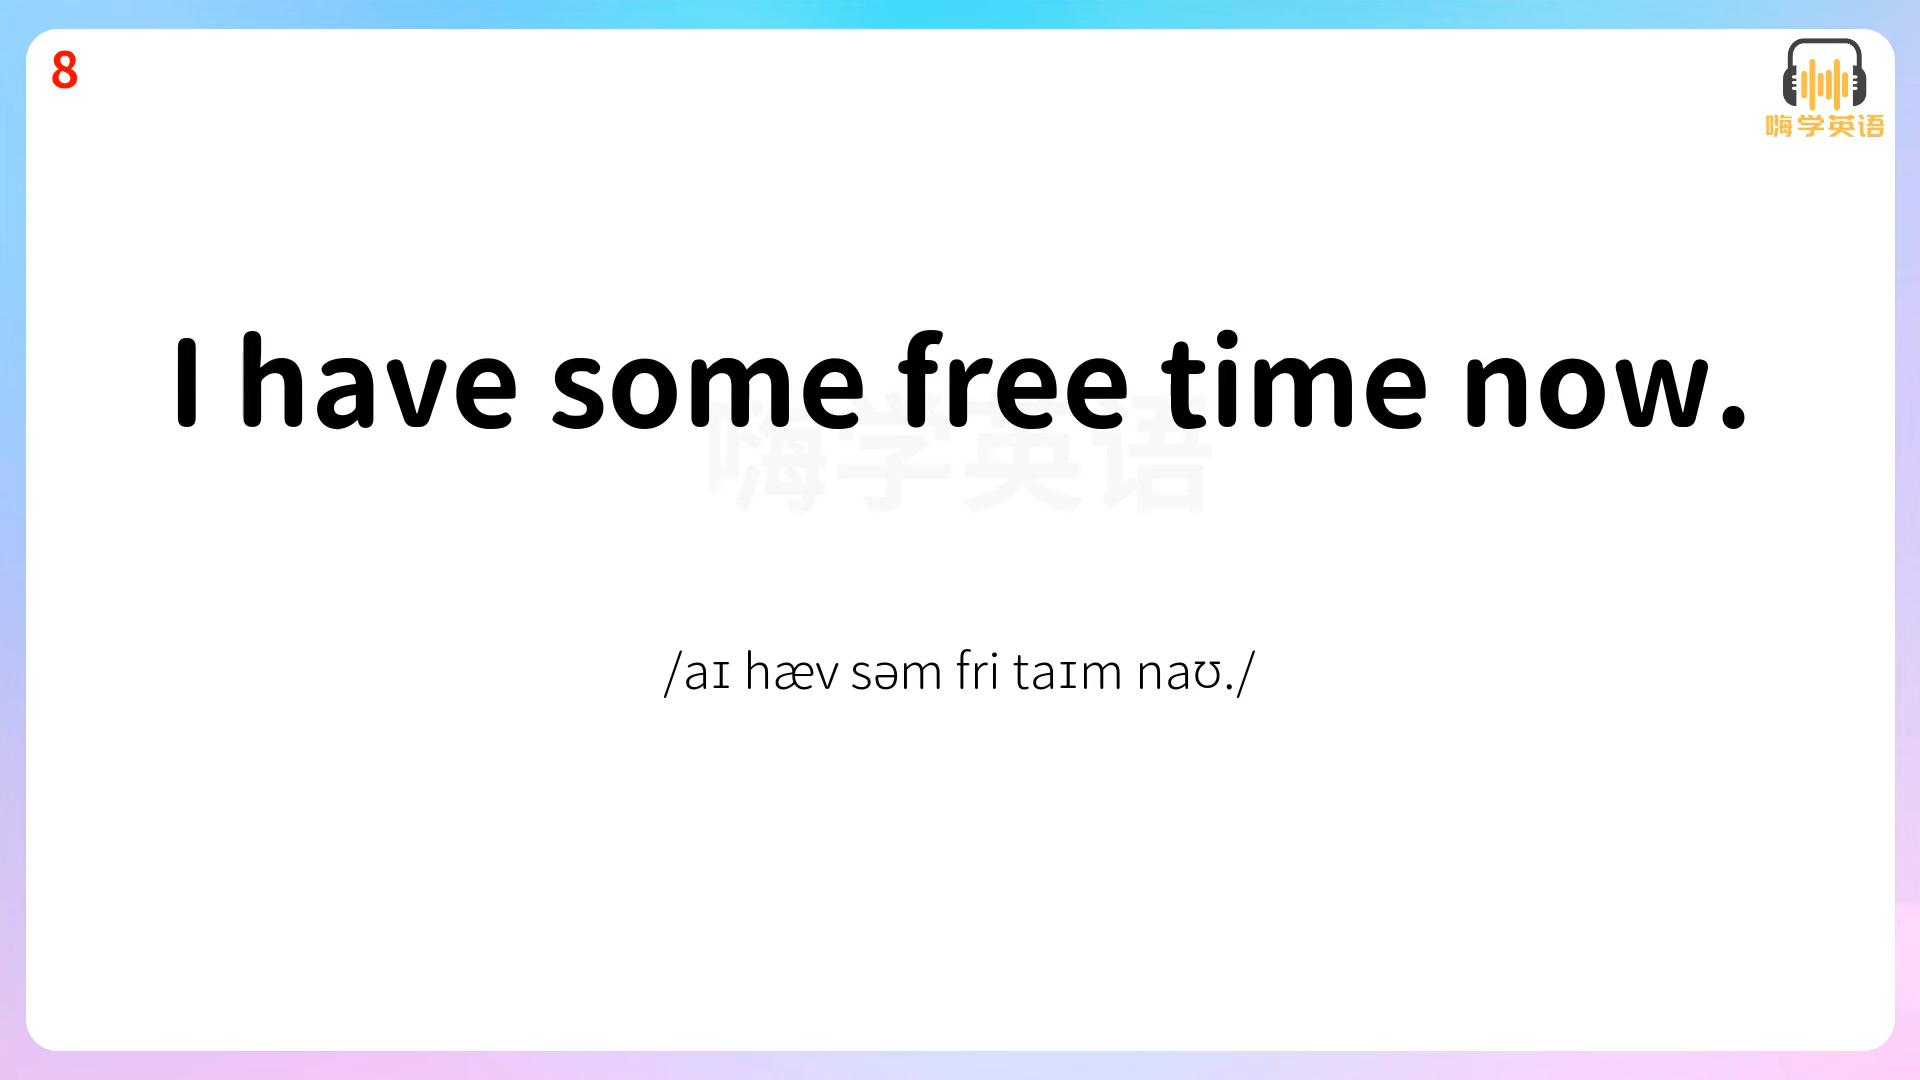 8
嗨学英语
I have some free time now.
嗨学英语
/aɪ hæv səm fri taɪm naʊ./